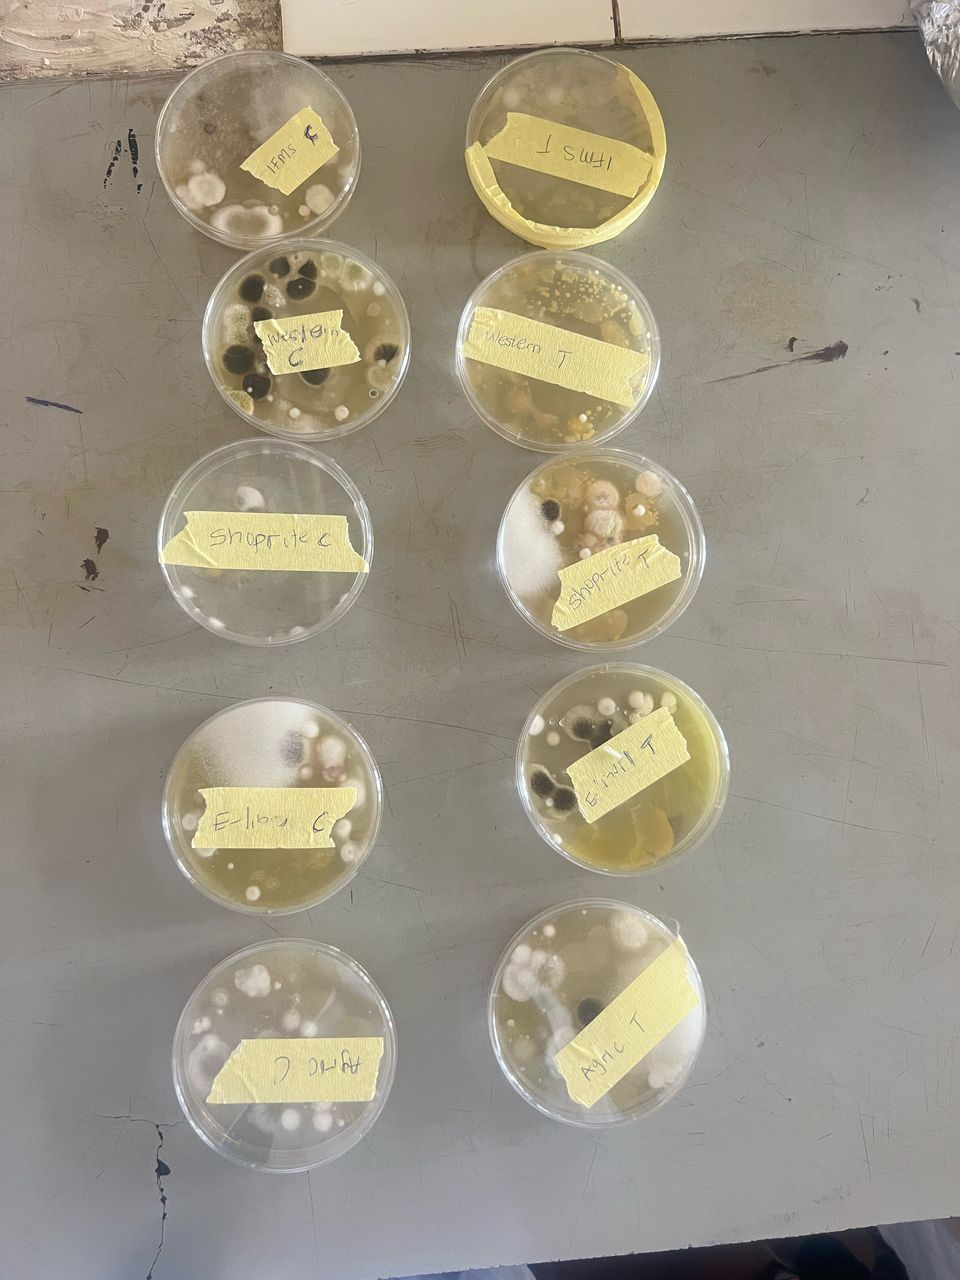 IFMS C
IFMS T
Western
C
Western T
Shoprite C
Shoprite T
C
T
Agric C
Agric T